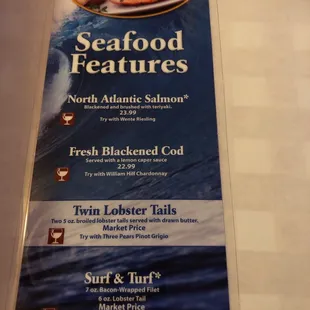 Seafood
Features
North Atlantic Salmon*
Blackened and brushed with teriyaki.
23.99
Try with Wente Riesling
Fresh Blackened Cod
Served with a lemon caper sauce
22.99
Try with William Hill Chardonnay
Twin Lobster Tails
Two 5 oz. broiled lobster tails served with drawn butter.
Market Price
Try with Three Pears Pinot Grigio
Surf & Turf*
7 oz. Bacon-Wrapped Filet
6 oz. Lobster Tail
Market Price